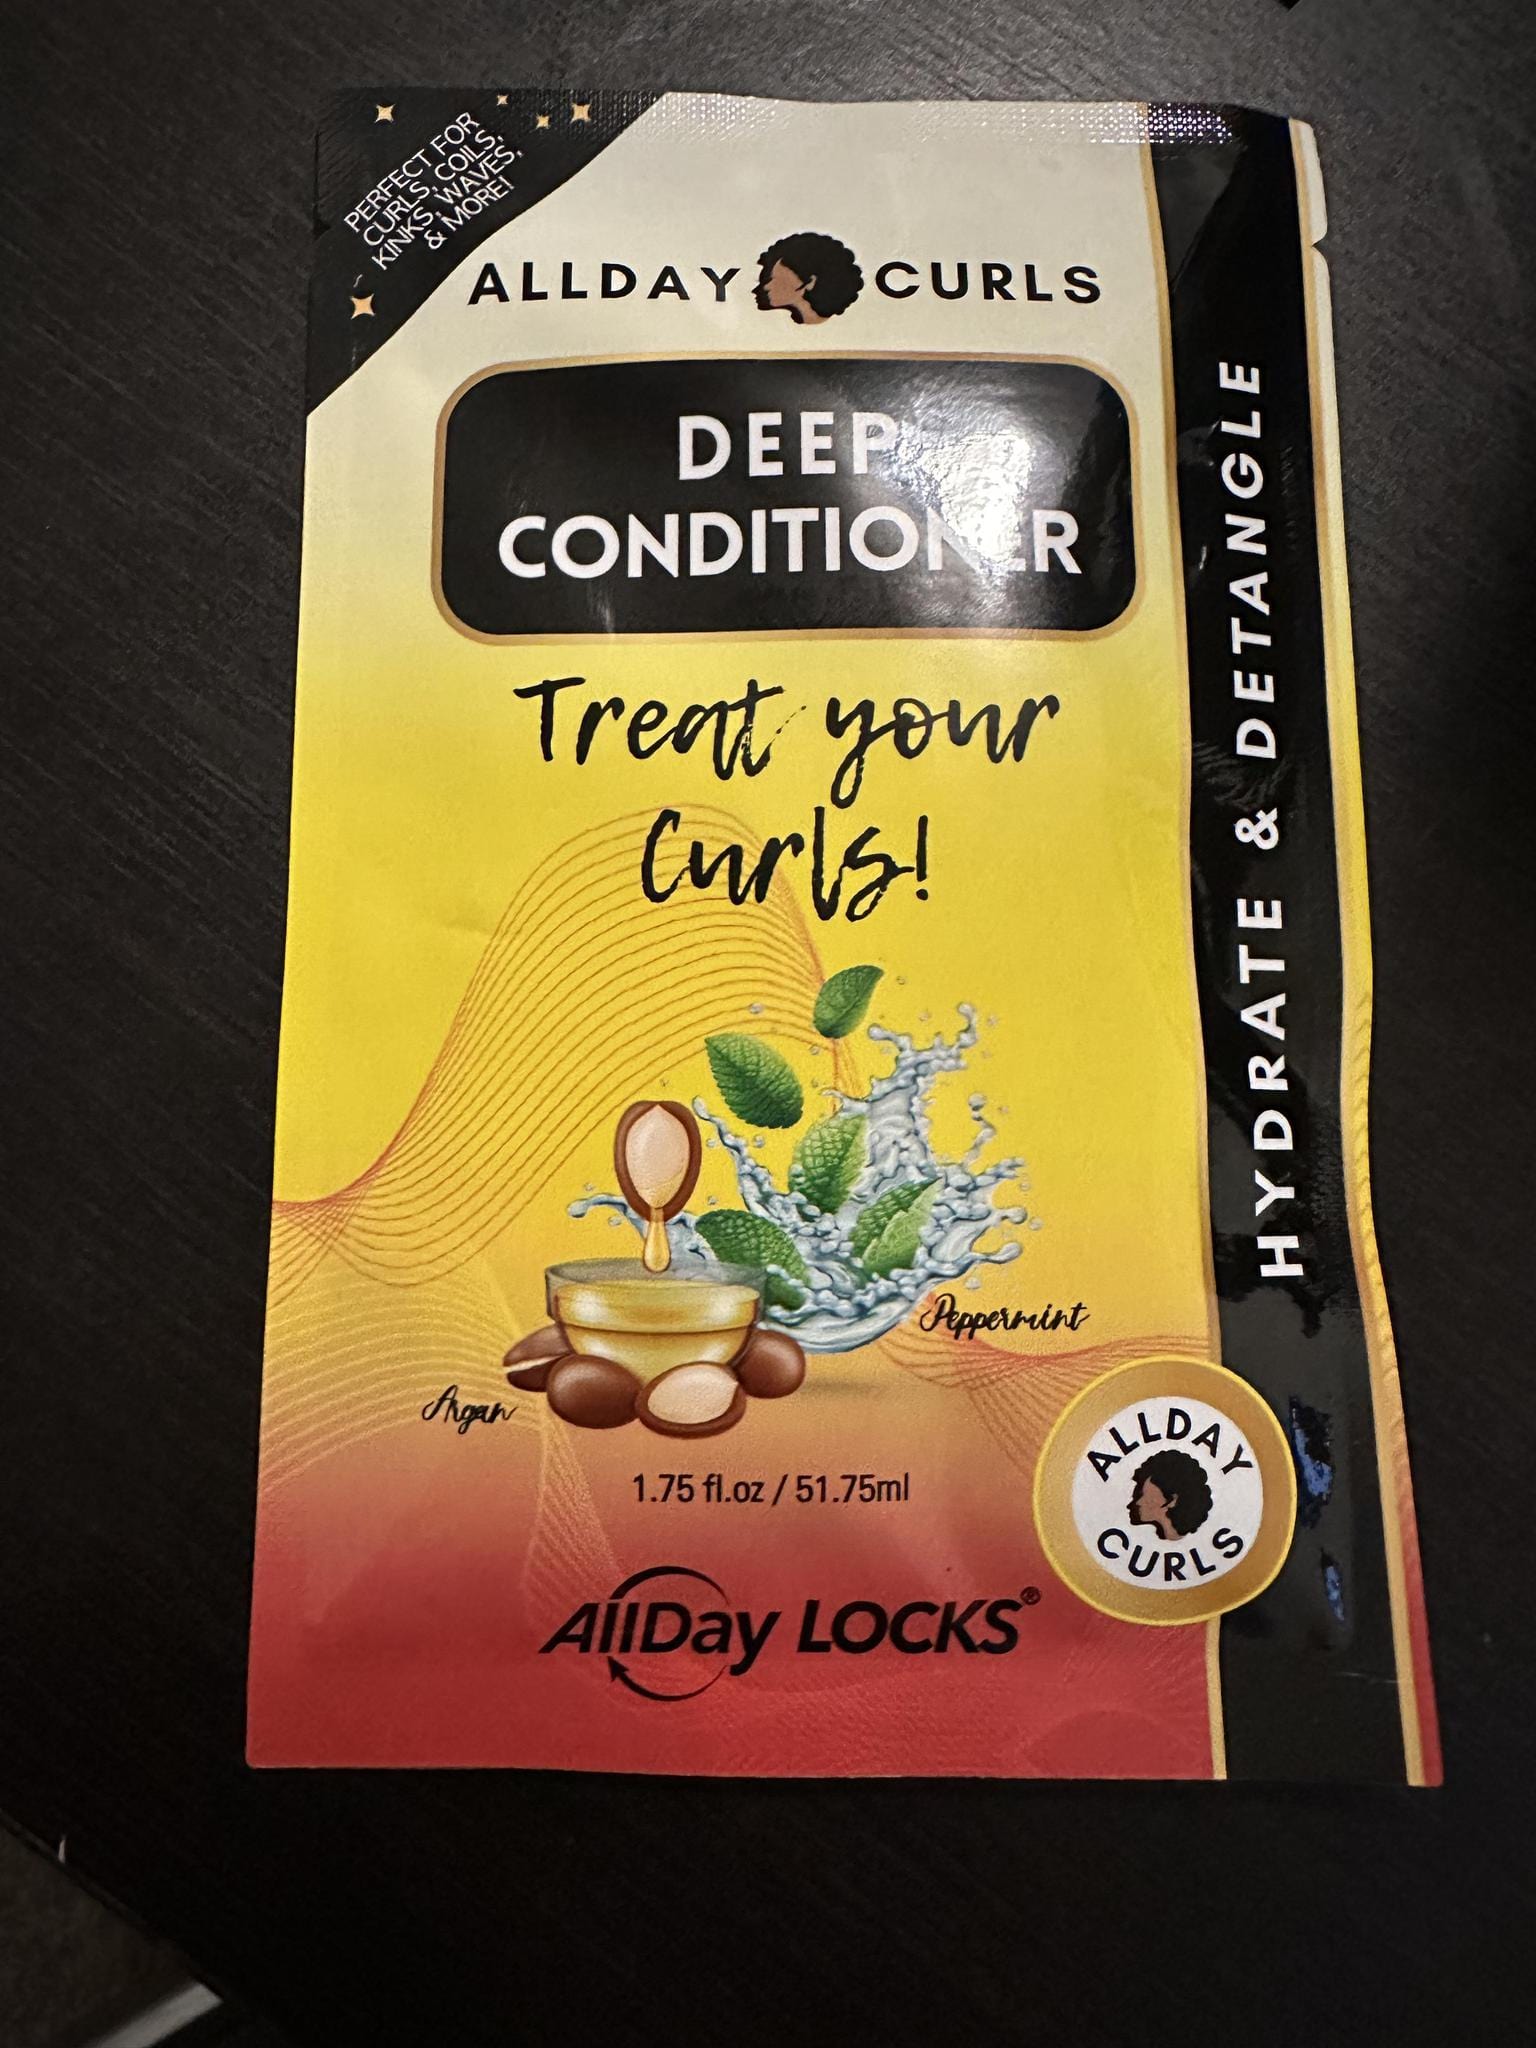 PERFECT FOR
CURLS, COILS,
KINKS, WAVES,
& MORE!
ALLDAY CURLS
DEEP
CONDITIONER
Treat your
Curls!
HYDRATE & DETANGLE
Peppermint
Argan
1.75 fl.oz / 51.75ml
ALLDAY
CURLS
AllDay LOCKS®